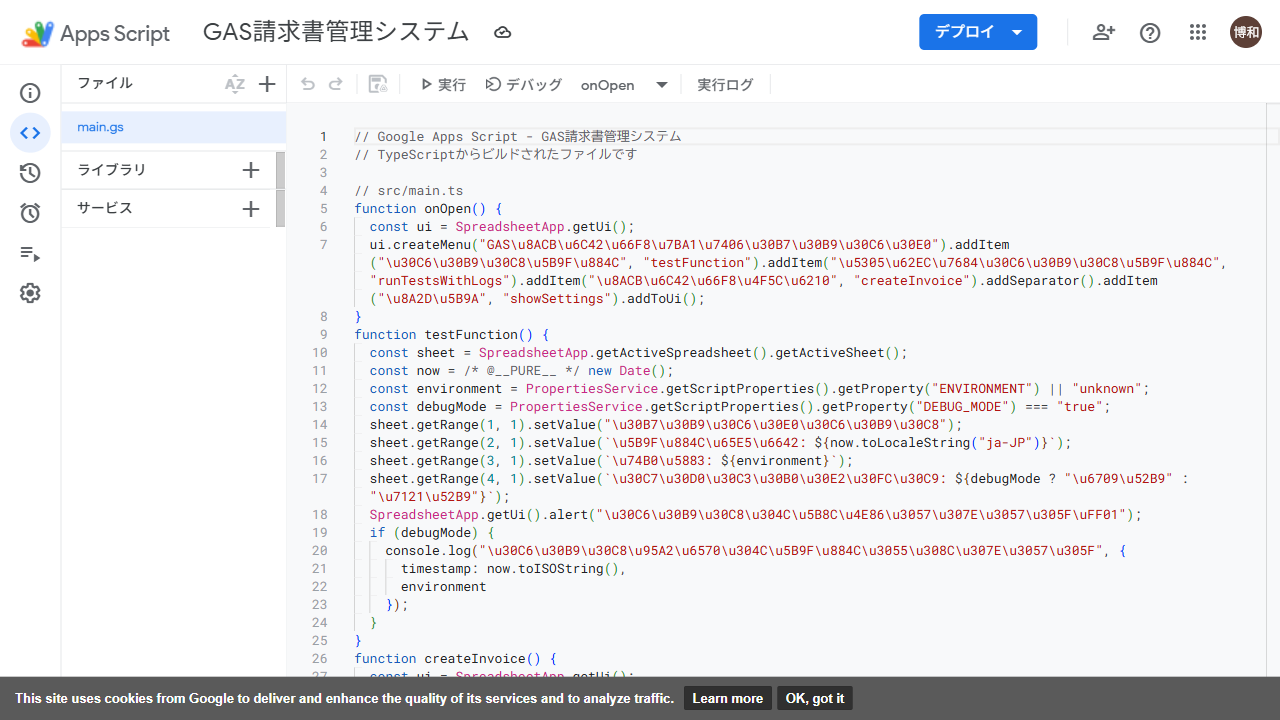 Apps Script
GAS請求書管理システム
デプロイ
博和
ファイル
AZ
実行
デバッグ
onOpen
実行ログ
main.gs
ライブラリ
サービス
1 // Google Apps Script - GAS請求書管理システム
2 // TypeScriptからビルドされたファイルです
3
4 // src/main.ts
5 function onOpen() {
6 const ui = SpreadsheetApp.getUi();
7 ui.createMenu("GAS\u8ACB\u6C42\u66F8\u7BA1\u7406\u30B7\u30B9\u30C6\u30E0").addItem
("\u30C6\u30B9\u30C8\u5B9F\u884C", "testFunction").addItem("\u5305\u62EC\u7684\u30C6\u30B9\u30C8\u5B9F\u884C",
"runTestsWithLogs").addItem("\u8ACB\u6C42\u66F8\u4F5C\u6210", "createInvoice").addSeparator().addItem
("\u8A2D\u5B9A", "showSettings").addToUi();
8 }
9 function testFunction() {
10 const sheet = SpreadsheetApp.getActiveSpreadsheet().getActiveSheet();
11 const now = /* @__PURE__ */ new Date();
12 const environment = PropertiesService.getScriptProperties().getProperty("ENVIRONMENT") || "unknown";
13 const debugMode = PropertiesService.getScriptProperties().getProperty("DEBUG_MODE") === "true";
14 sheet.getRange(1, 1).setValue("\u30B7\u30B9\u30C6\u30E0\u30C6\u30B9\u30C8");
15 sheet.getRange(2, 1).setValue(`\u5B9F\u884C\u65E5\u6642: ${now.toLocaleString("ja-JP")}`);
16 sheet.getRange(3, 1).setValue(`\u74B0\u5883: ${environment}`);
17 sheet.getRange(4, 1).setValue(`\u30C7\u30D0\u30C3\u30B0\u30E2\u30FC\u30C9: ${debugMode ? "\u6709\u52B9" :
"\u7121\u52B9"}`);
18 SpreadsheetApp.getUi().alert("\u30C6\u30B9\u30C8\u304C\u5B8C\u4E86\u3057\u307E\u3057\u305F\uFF01");
19 if (debugMode) {
20 console.log("\u30C6\u30B9\u30C8\u95A2\u6570\u304C\u5B9F\u884C\u3055\u308C\u307E\u3057\u305F", {
21 timestamp: now.toISOString(),
22 environment
23 });
24 }
25 }
26 function createInvoice() {
27 const ui = SpreadsheetApp.getUi();
This site uses cookies from Google to deliver and enhance the quality of its services and to analyze traffic.
Learn more
OK, got it